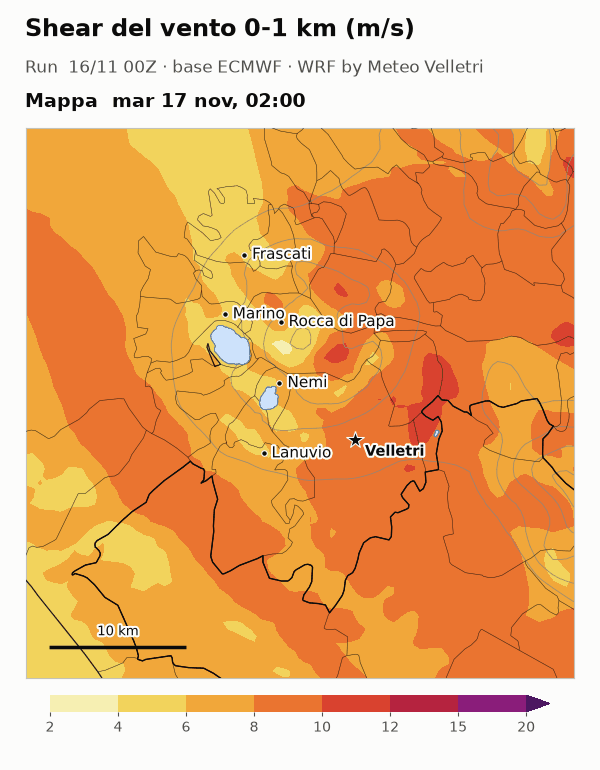 Shear del vento 0-1 km (m/s)
Run  16/11 00Z · base ECMWF · WRF by Meteo Velletri
Mappa  mar 17 nov, 02:00
Frascati
Marino
Rocca di Papa
Nemi
Velletri
Lanuvio
10 km
2 4 6 8 10 12 15 20